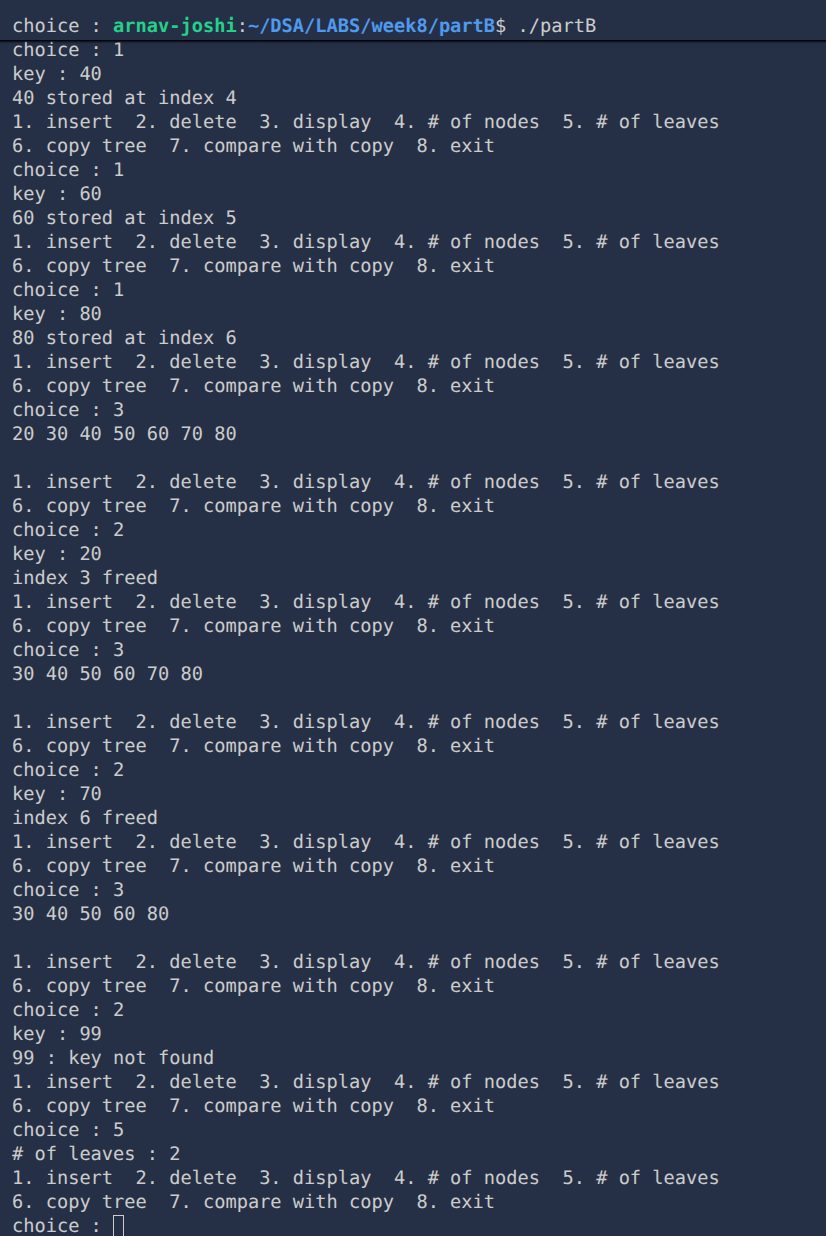 choice : arnav-joshi:~/DSA/LABS/week8/partB$ ./partB
choice : 1
key : 40
40 stored at index 4
1. insert  2. delete  3. display  4. # of nodes  5. # of leaves
6. copy tree  7. compare with copy  8. exit
choice : 1
key : 60
60 stored at index 5
1. insert  2. delete  3. display  4. # of nodes  5. # of leaves
6. copy tree  7. compare with copy  8. exit
choice : 1
key : 80
80 stored at index 6
1. insert  2. delete  3. display  4. # of nodes  5. # of leaves
6. copy tree  7. compare with copy  8. exit
choice : 3
20 30 40 50 60 70 80

1. insert  2. delete  3. display  4. # of nodes  5. # of leaves
6. copy tree  7. compare with copy  8. exit
choice : 2
key : 20
index 3 freed
1. insert  2. delete  3. display  4. # of nodes  5. # of leaves
6. copy tree  7. compare with copy  8. exit
choice : 3
30 40 50 60 70 80

1. insert  2. delete  3. display  4. # of nodes  5. # of leaves
6. copy tree  7. compare with copy  8. exit
choice : 2
key : 70
index 6 freed
1. insert  2. delete  3. display  4. # of nodes  5. # of leaves
6. copy tree  7. compare with copy  8. exit
choice : 3
30 40 50 60 80

1. insert  2. delete  3. display  4. # of nodes  5. # of leaves
6. copy tree  7. compare with copy  8. exit
choice : 2
key : 99
99 : key not found
1. insert  2. delete  3. display  4. # of nodes  5. # of leaves
6. copy tree  7. compare with copy  8. exit
choice : 5
# of leaves : 2
1. insert  2. delete  3. display  4. # of nodes  5. # of leaves
6. copy tree  7. compare with copy  8. exit
choice :